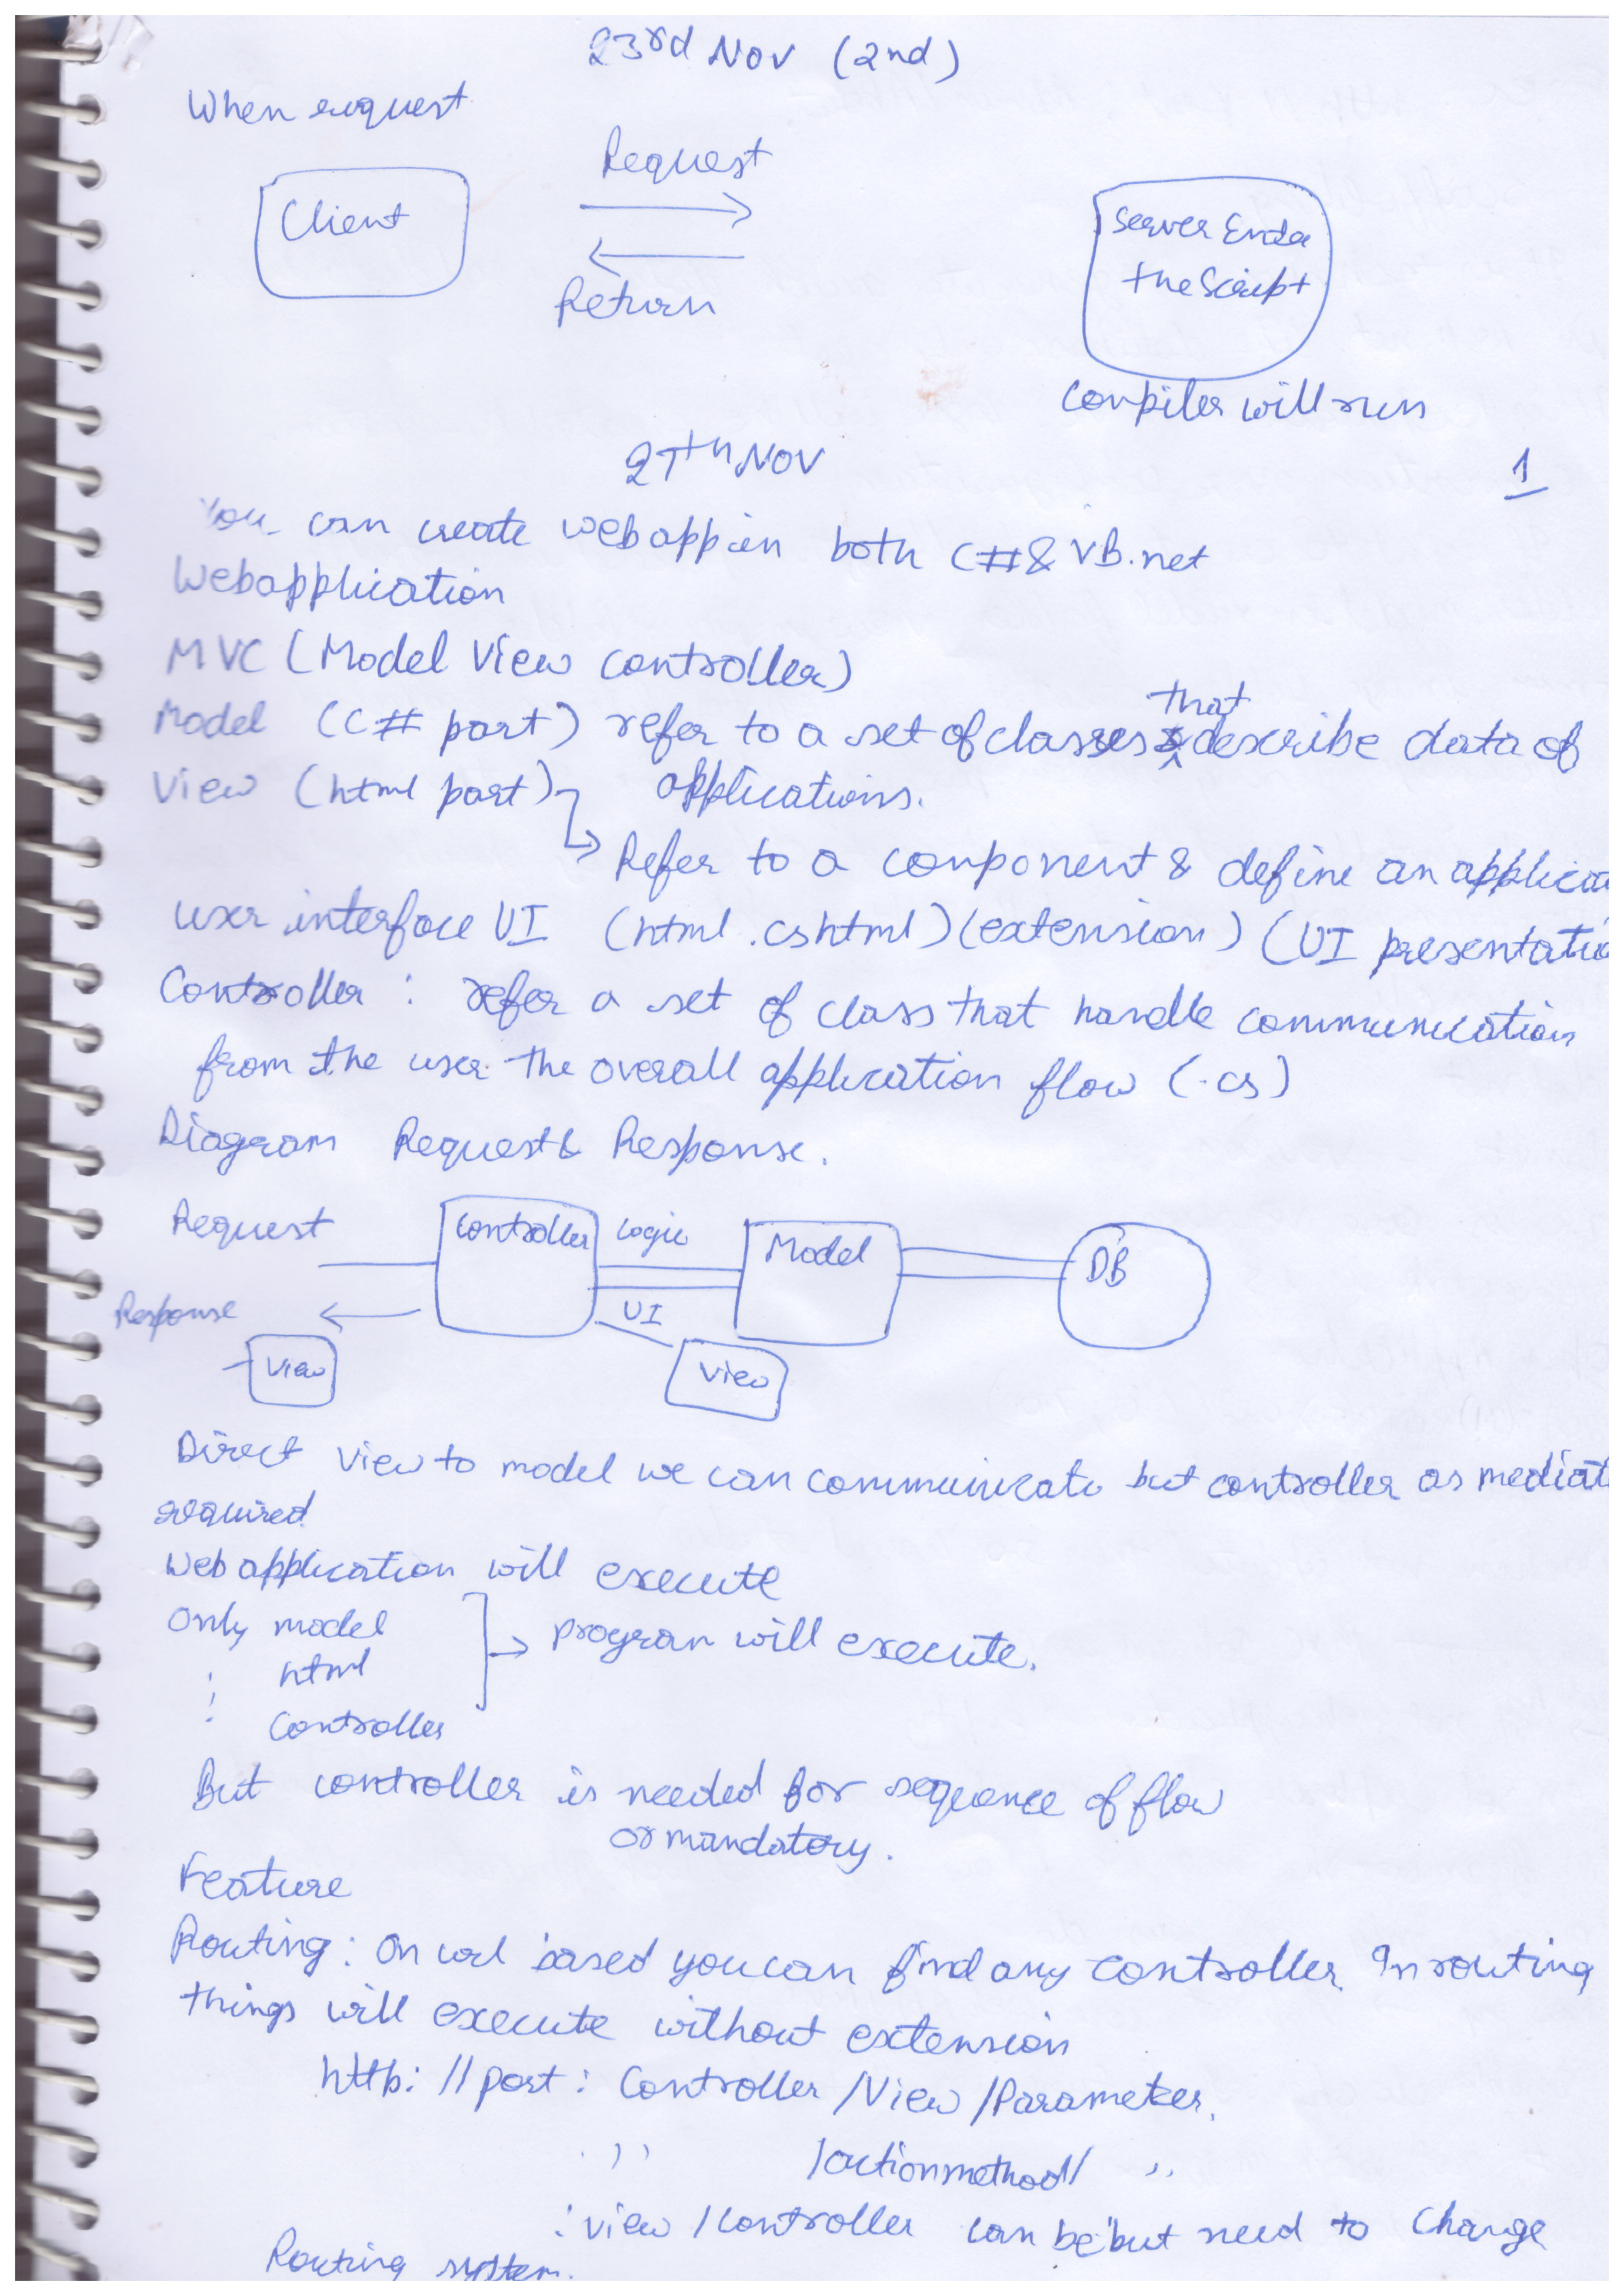 23rd Nov (2nd)
When request
Request
Client
Server
the Script
Return
Compiler will run
27th NOV
1
You can create web app in both C# & VB.net
Web application
MVC (Model View Controller)
that
Model (C# part) refer to a set of classes describe data of
View (html part) applications.
Refer to a component & define an applica
user interface UI (html .cshtml) (extension) (UI presentatio
Controller : refer a set of class that handle communication
from the user the overall application flow (.cs)
Diagram Request & Response.
Request Controller Logic Model DB
Response UI
View View
Direct View to model we can communicate but controller as mediat
required
Web application will execute
Only model
: html → program will execute.
: Controller
But controller is needed for sequence of flow
or mandatory.
Feature
Routing : On url based you can find any controller. In routing
things will execute without extension
http: // port : Controller /View /Parameter.
,, /actionmethod/ ,,
: view / controller can be but need to change
Routing system.